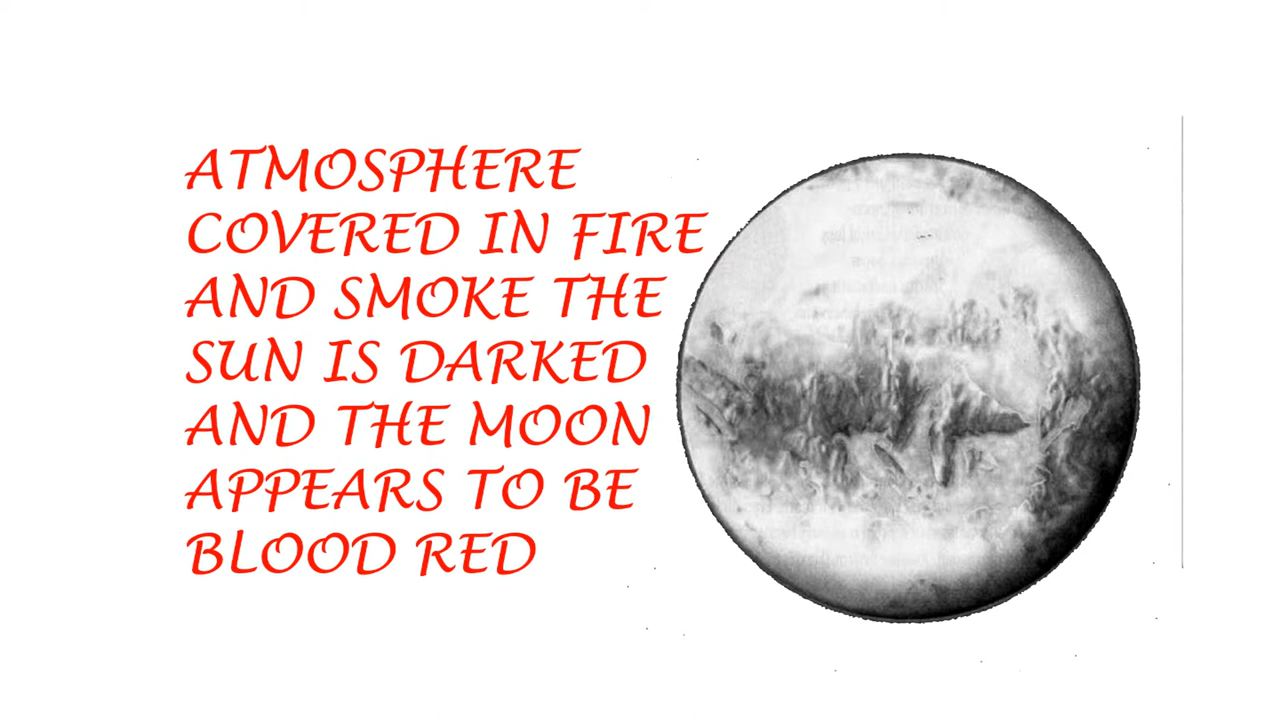 ATMOSPHERE
COVERED IN FIRE
AND SMOKE THE
SUN IS DARKED
AND THE MOON
APPEARS TO BE
BLOOD RED